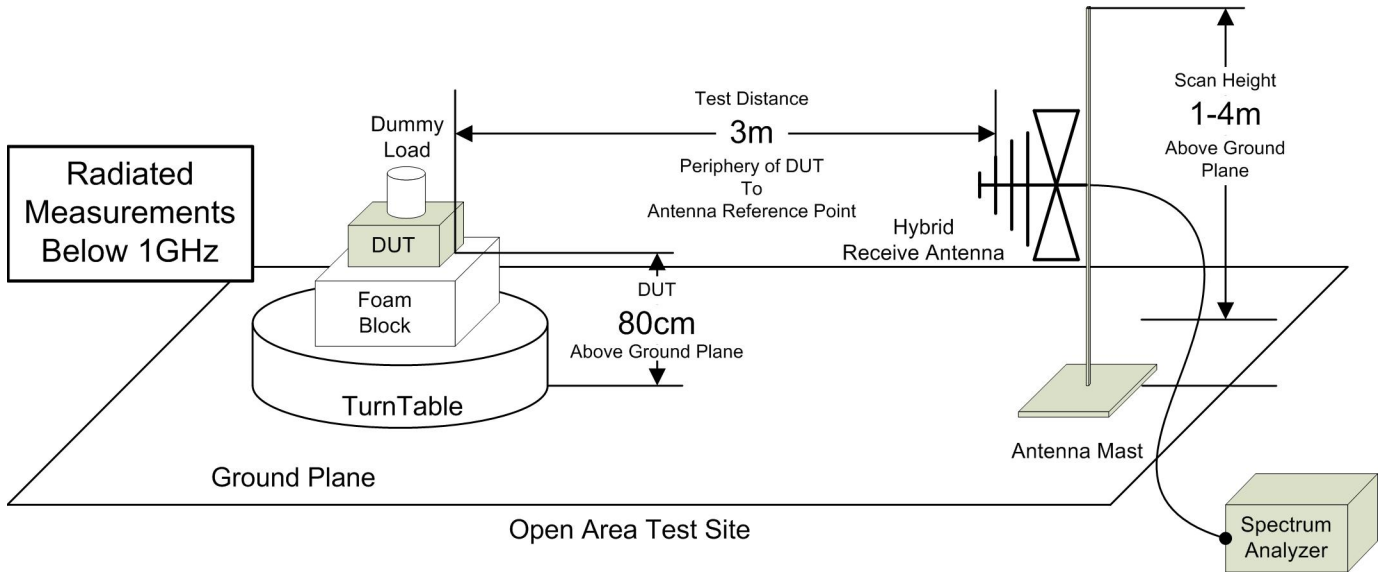 Radiated
Measurements
Below 1GHz
Dummy
Load
DUT
Foam
Block
TurnTable
Ground Plane
Test Distance
3m
Periphery of DUT
To
Antenna Reference Point
DUT
80cm
Above Ground Plane
Hybrid
Receive Antenna
Scan Height
1-4m
Above Ground
Plane
Antenna Mast
Open Area Test Site
Spectrum
Analyzer